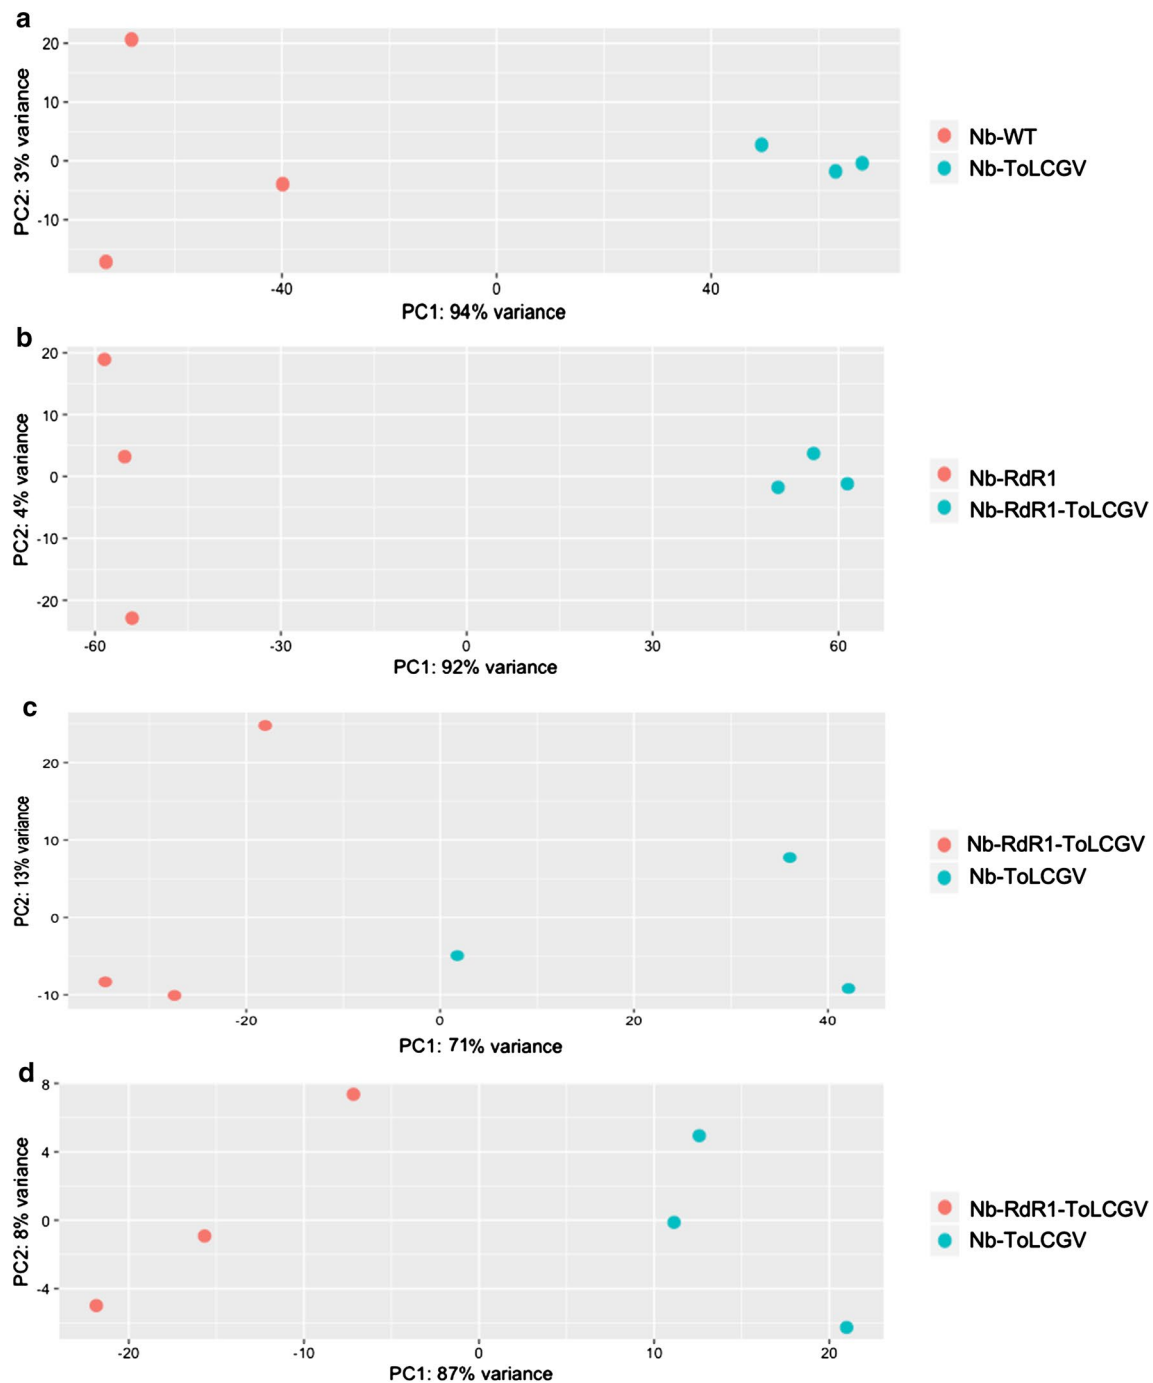 a
20
10
0
-10
PC2: 3% variance
-40
0
40
PC1: 94% variance
Nb-WT
Nb-ToLCGV
b
20
10
0
-10
-20
PC2: 4% variance
-60
-30
0
30
60
PC1: 92% variance
Nb-RdR1
Nb-RdR1-ToLCGV
c
20
10
0
-10
PC2: 13% variance
-20
0
20
40
PC1: 71% variance
Nb-RdR1-ToLCGV
Nb-ToLCGV
d
8
4
0
-4
PC2: 8% variance
-20
-10
0
10
20
PC1: 87% variance
Nb-RdR1-ToLCGV
Nb-ToLCGV